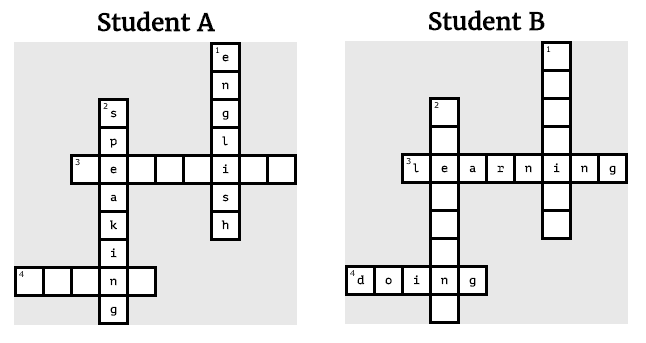 Student A Student B
1 e 1
n
2 s g 2
p l
3 e i 3 l e a r n i n g
a s
k h
i
4 n 4 d o i n g
g